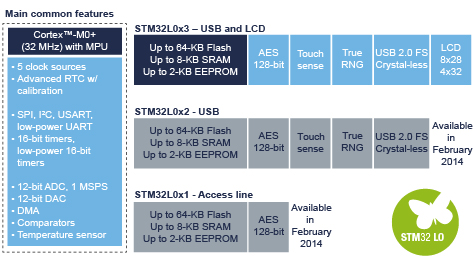 Main common features
Cortex™-M0+
(32 MHz) with MPU
• 5 clock sources
• Advanced RTC w/
calibration
• SPI, I²C, USART,
low-power UART
• 16-bit timers,
low-power 16-bit
timers
• 12-bit ADC, 1 MSPS
• 12-bit DAC
• DMA
• Comparators
• Temperature sensor
STM32L0x3 – USB and LCD
Up to 64-KB Flash
Up to 8-KB SRAM
Up to 2-KB EEPROM
AES
128-bit
Touch
sense
True
RNG
USB 2.0 FS
Crystal-less
LCD
8x28
4x32
STM32L0x2 - USB
Up to 64-KB Flash
Up to 8-KB SRAM
Up to 2-KB EEPROM
AES
128-bit
Touch
sense
True
RNG
USB 2.0 FS
Crystal-less
Available
in
February
2014
STM32L0x1 - Access line
Up to 64-KB Flash
Up to 8-KB SRAM
Up to 2-KB EEPROM
AES
128-bit
Available
in
February
2014
STM32 L0